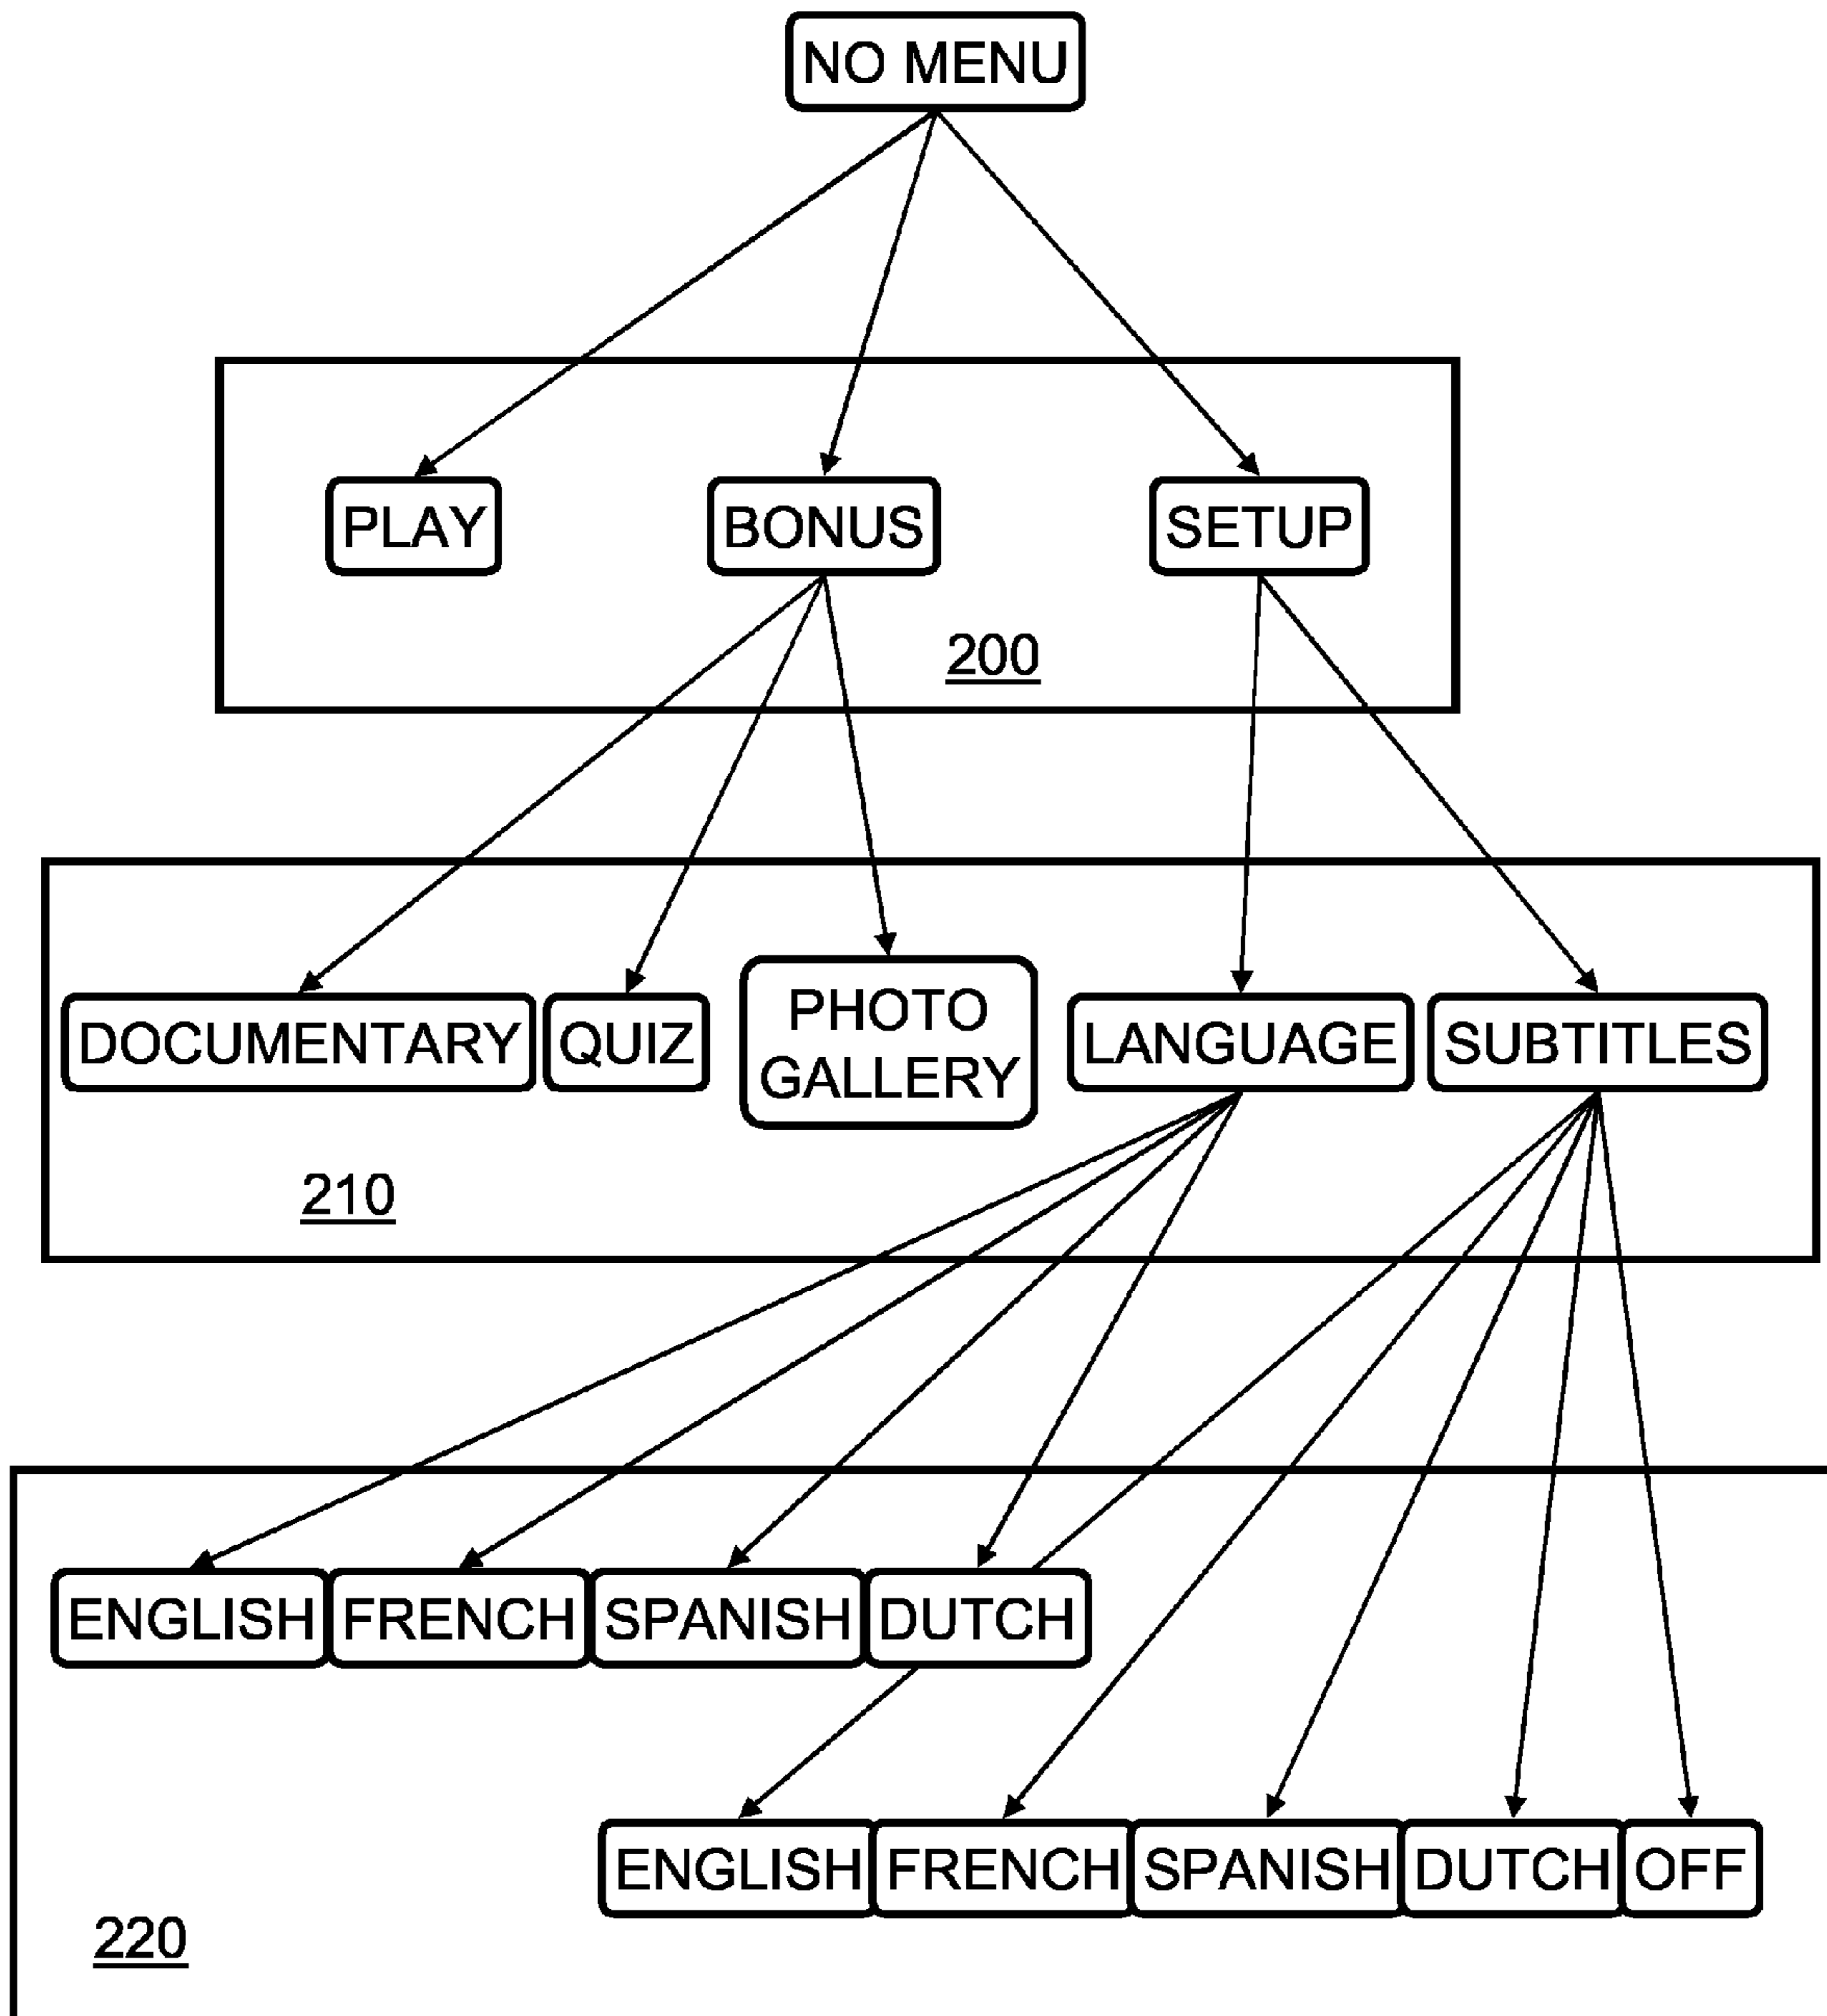 NO MENU
PLAY
BONUS
SETUP
200
DOCUMENTARY
QUIZ
PHOTO
GALLERY
LANGUAGE
SUBTITLES
210
ENGLISH
FRENCH
SPANISH
DUTCH
ENGLISH
FRENCH
SPANISH
DUTCH
OFF
220